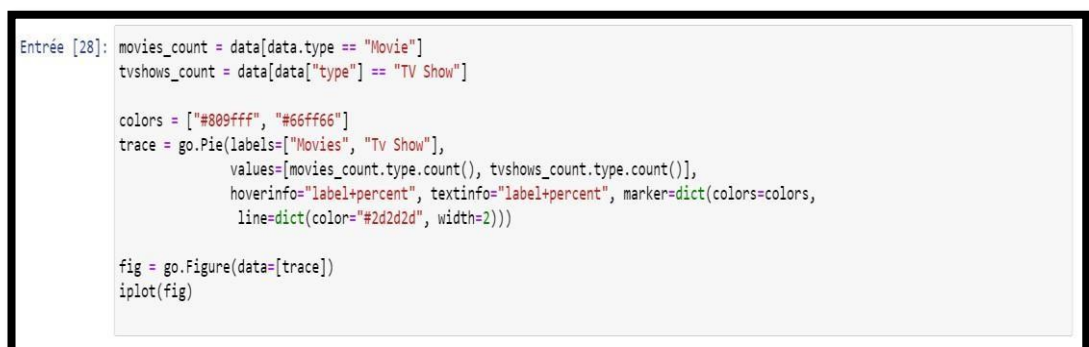 Entrée [28]: movies_count = data[data.type == "Movie"]
tvshows_count = data[data["type"] == "TV Show"]
colors = ["#809fff", "#66ff66"]
trace = go.Pie(labels=["Movies", "Tv Show"],
values=[movies_count.type.count(), tvshows_count.type.count()],
hoverinfo="label+percent", textinfo="label+percent", marker=dict(colors=colors,
line=dict(color="#2d2d2d", width=2)))
fig = go.Figure(data=[trace])
iplot(fig)